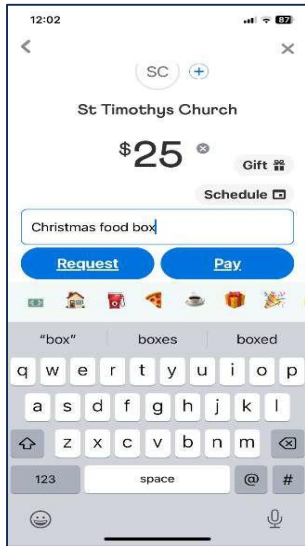 12:02
87
SC
St Timothys Church
$25
Gift
Schedule
Christmas food box
Request Pay
"box" boxes boxed
q w e r t y u i o p
a s d f g h j k l
z x c v b n m
123 space @ #